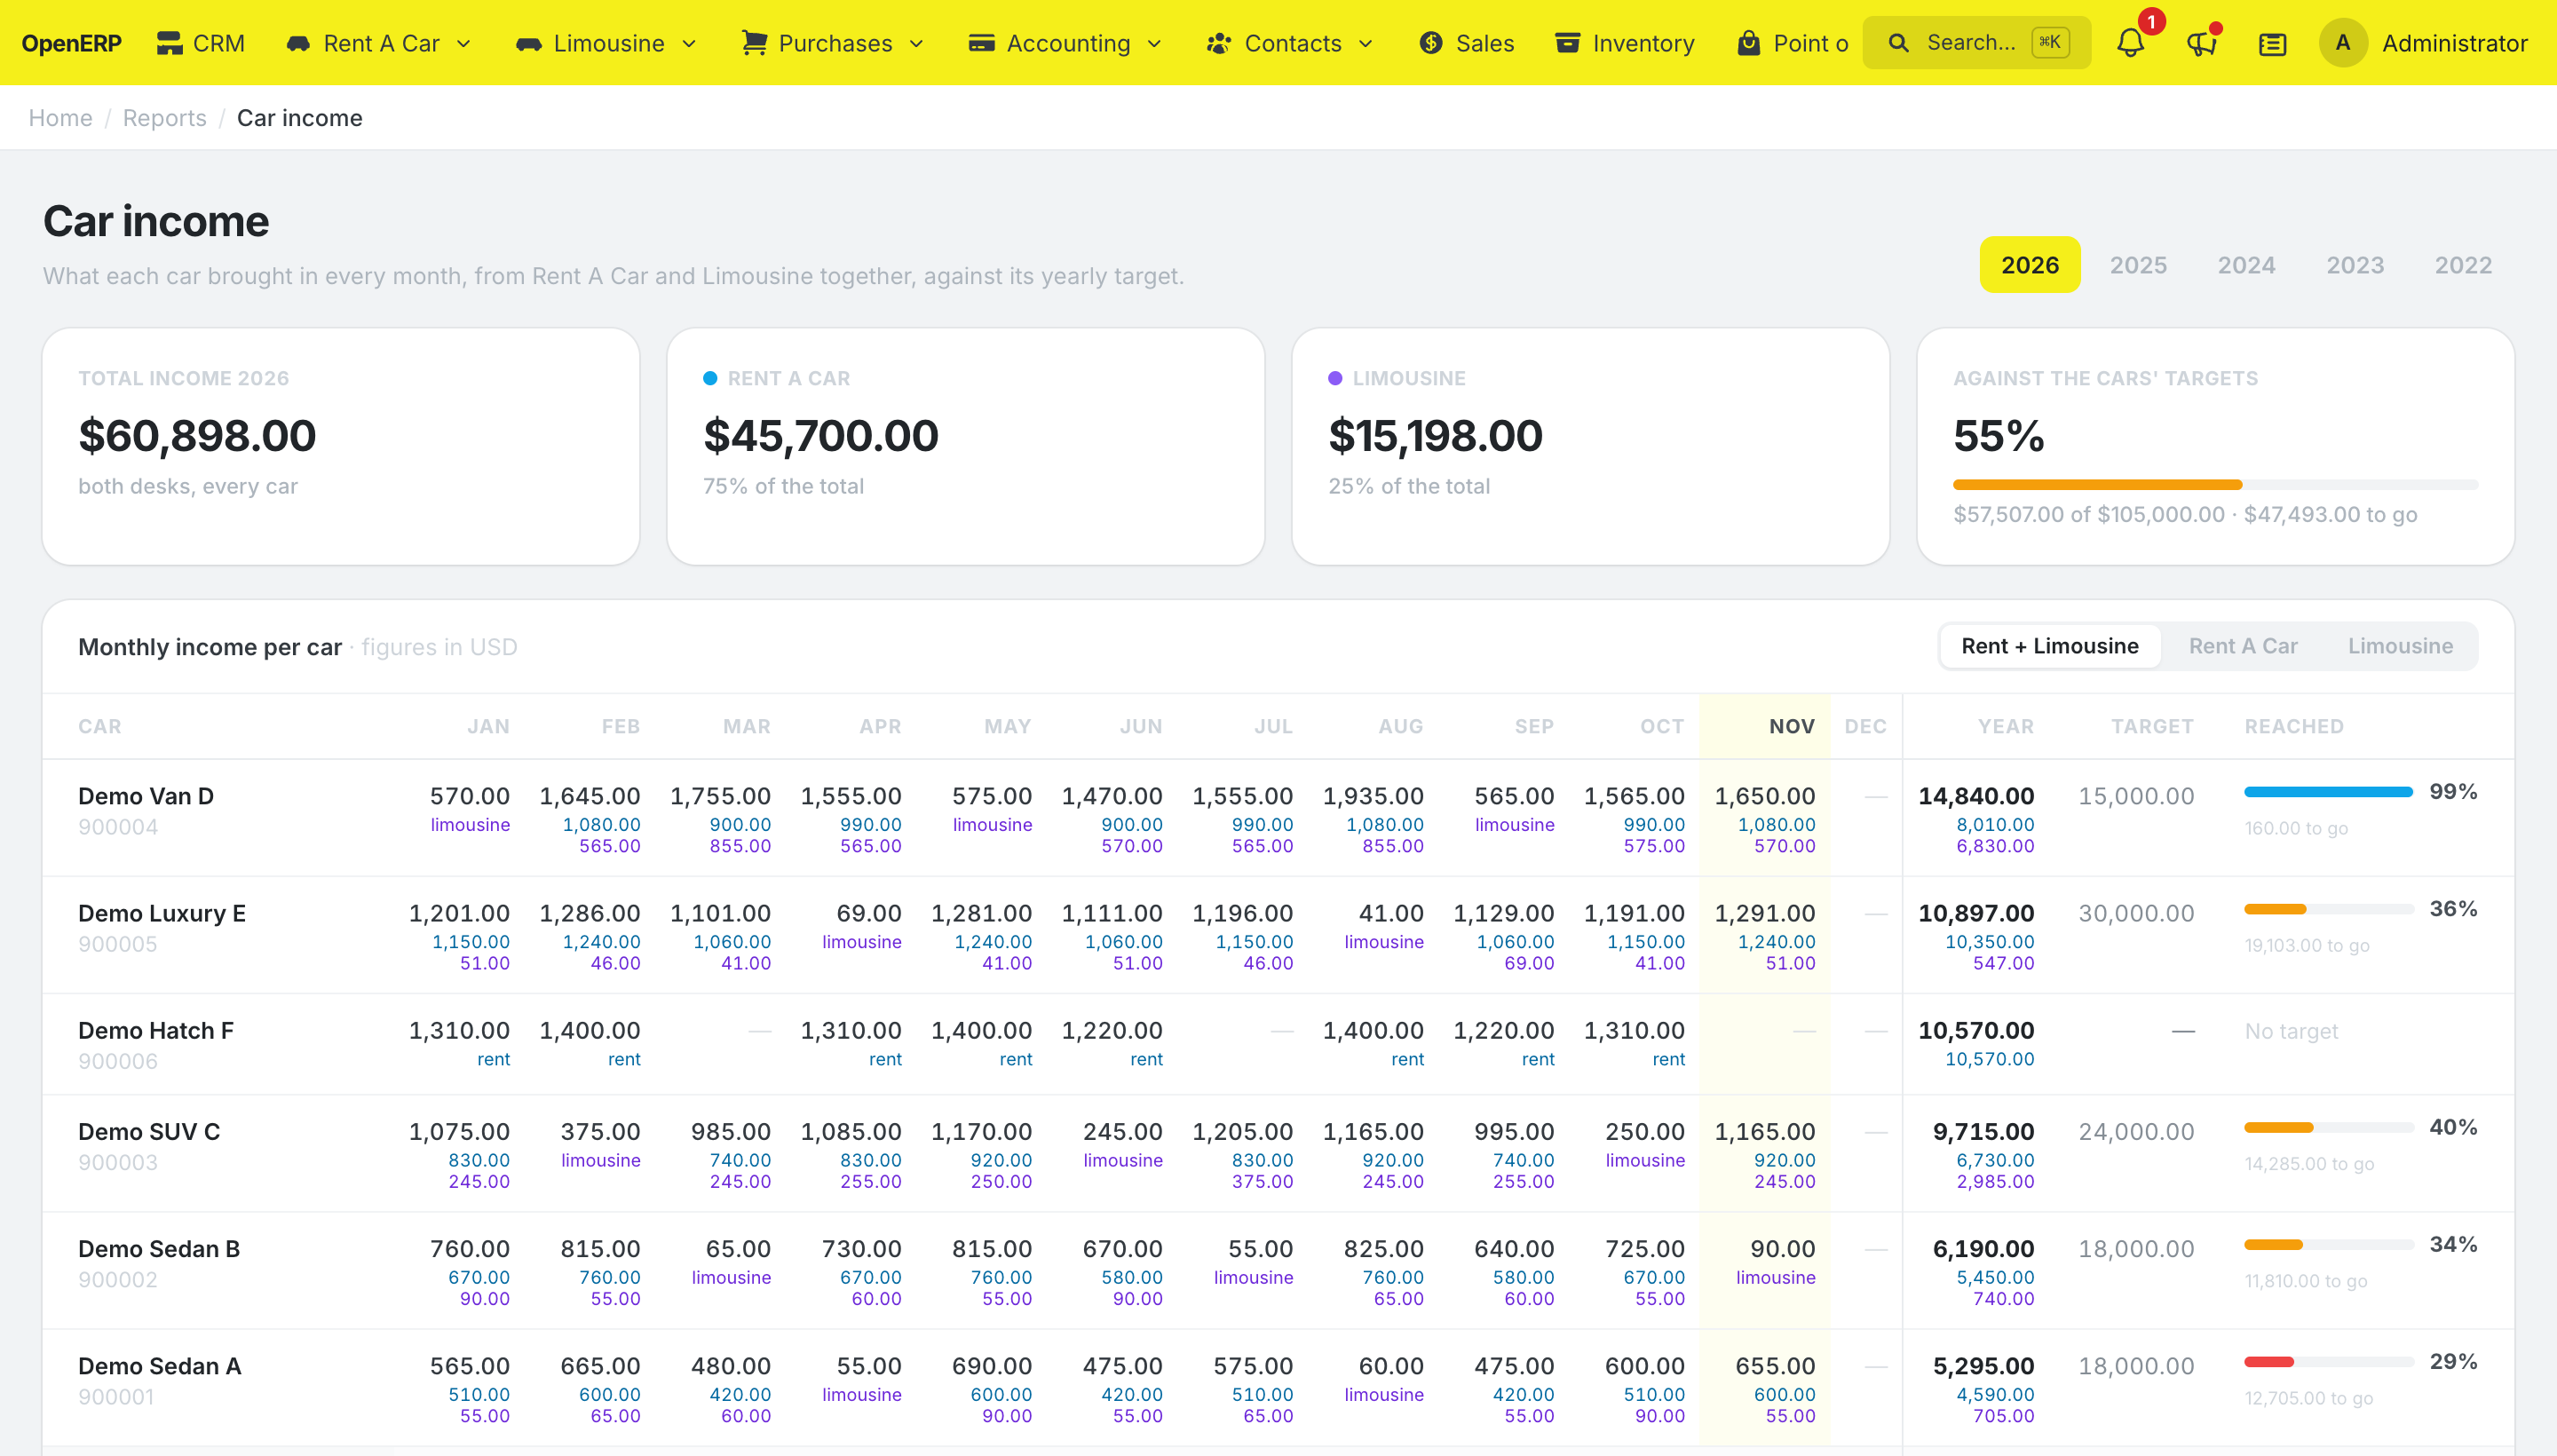 OpenERP CRM Rent A Car Limousine Purchases Accounting Contacts Sales Inventory Point o Search... ⌘K 1 A Administrator
Home / Reports / Car income
Car income
What each car brought in every month, from Rent A Car and Limousine together, against its yearly target.
2026 2025 2024 2023 2022
TOTAL INCOME 2026
$60,898.00
both desks, every car
RENT A CAR
$45,700.00
75% of the total
LIMOUSINE
$15,198.00
25% of the total
AGAINST THE CARS' TARGETS
55%
$57,507.00 of $105,000.00 · $47,493.00 to go
Monthly income per car · figures in USD
Rent + Limousine Rent A Car Limousine
CAR JAN FEB MAR APR MAY JUN JUL AUG SEP OCT NOV DEC YEAR TARGET REACHED
Demo Van D 570.00 1,645.00 1,755.00 1,555.00 575.00 1,470.00 1,555.00 1,935.00 565.00 1,565.00 1,650.00 — 14,840.00 15,000.00 99%
900004 limousine 1,080.00 900.00 990.00 limousine 900.00 990.00 1,080.00 limousine 990.00 1,080.00 8,010.00 160.00 to go
565.00 855.00 565.00 570.00 565.00 855.00 575.00 570.00 6,830.00
Demo Luxury E 1,201.00 1,286.00 1,101.00 69.00 1,281.00 1,111.00 1,196.00 41.00 1,129.00 1,191.00 1,291.00 — 10,897.00 30,000.00 36%
900005 1,150.00 1,240.00 1,060.00 limousine 1,240.00 1,060.00 1,150.00 limousine 1,060.00 1,150.00 1,240.00 10,350.00 19,103.00 to go
51.00 46.00 41.00 41.00 51.00 46.00 69.00 41.00 51.00 547.00
Demo Hatch F 1,310.00 1,400.00 — 1,310.00 1,400.00 1,220.00 — 1,400.00 1,220.00 1,310.00 — — 10,570.00 — No target
900006 rent rent rent rent rent rent rent rent 10,570.00
Demo SUV C 1,075.00 375.00 985.00 1,085.00 1,170.00 245.00 1,205.00 1,165.00 995.00 250.00 1,165.00 — 9,715.00 24,000.00 40%
900003 830.00 limousine 740.00 830.00 920.00 limousine 830.00 920.00 740.00 limousine 920.00 6,730.00 14,285.00 to go
245.00 245.00 255.00 250.00 375.00 245.00 255.00 245.00 2,985.00
Demo Sedan B 760.00 815.00 65.00 730.00 815.00 670.00 55.00 825.00 640.00 725.00 90.00 — 6,190.00 18,000.00 34%
900002 670.00 760.00 limousine 670.00 760.00 580.00 limousine 760.00 580.00 670.00 limousine 5,450.00 11,810.00 to go
90.00 55.00 60.00 55.00 90.00 65.00 60.00 55.00 740.00
Demo Sedan A 565.00 665.00 480.00 55.00 690.00 475.00 575.00 60.00 475.00 600.00 655.00 — 5,295.00 18,000.00 29%
900001 510.00 600.00 420.00 limousine 600.00 420.00 510.00 limousine 420.00 510.00 600.00 4,590.00 12,705.00 to go
55.00 65.00 60.00 90.00 55.00 65.00 55.00 90.00 55.00 705.00